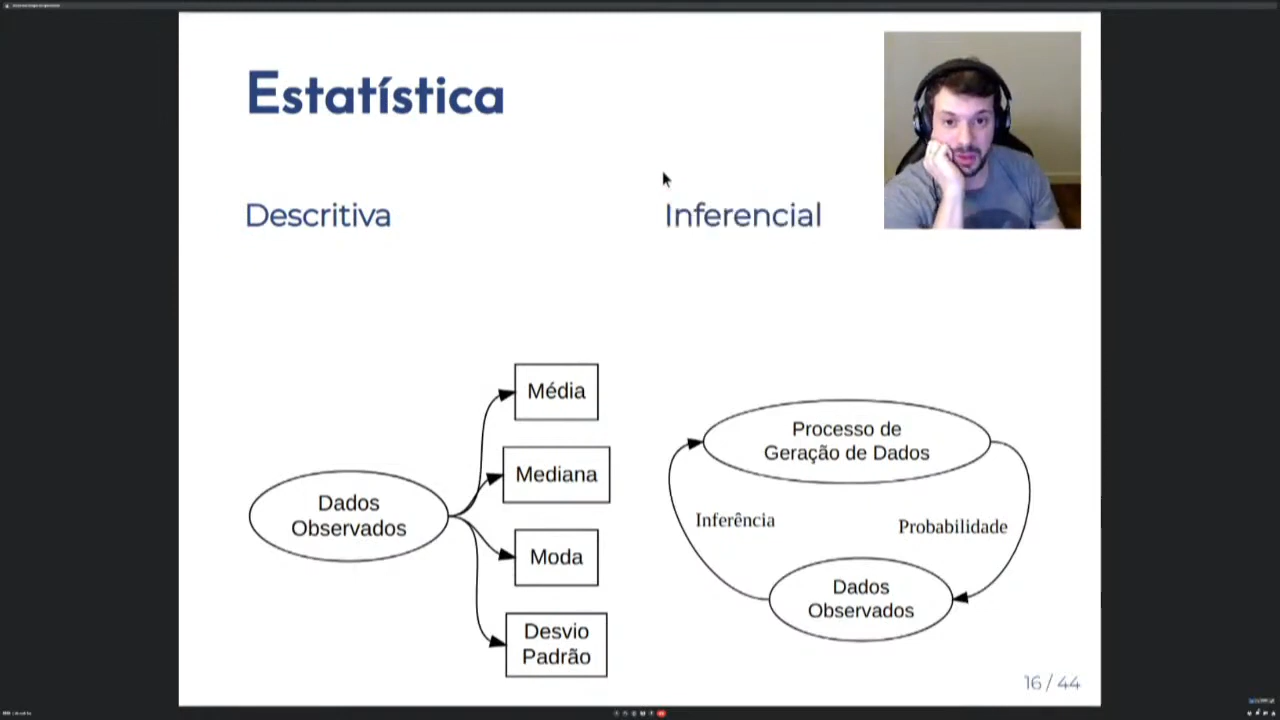 Estatística
Descritiva
Inferencial
Dados
Observados
Média
Mediana
Moda
Desvio
Padrão
Processo de
Geração de Dados
Inferência
Probabilidade
Dados
Observados
16 / 44